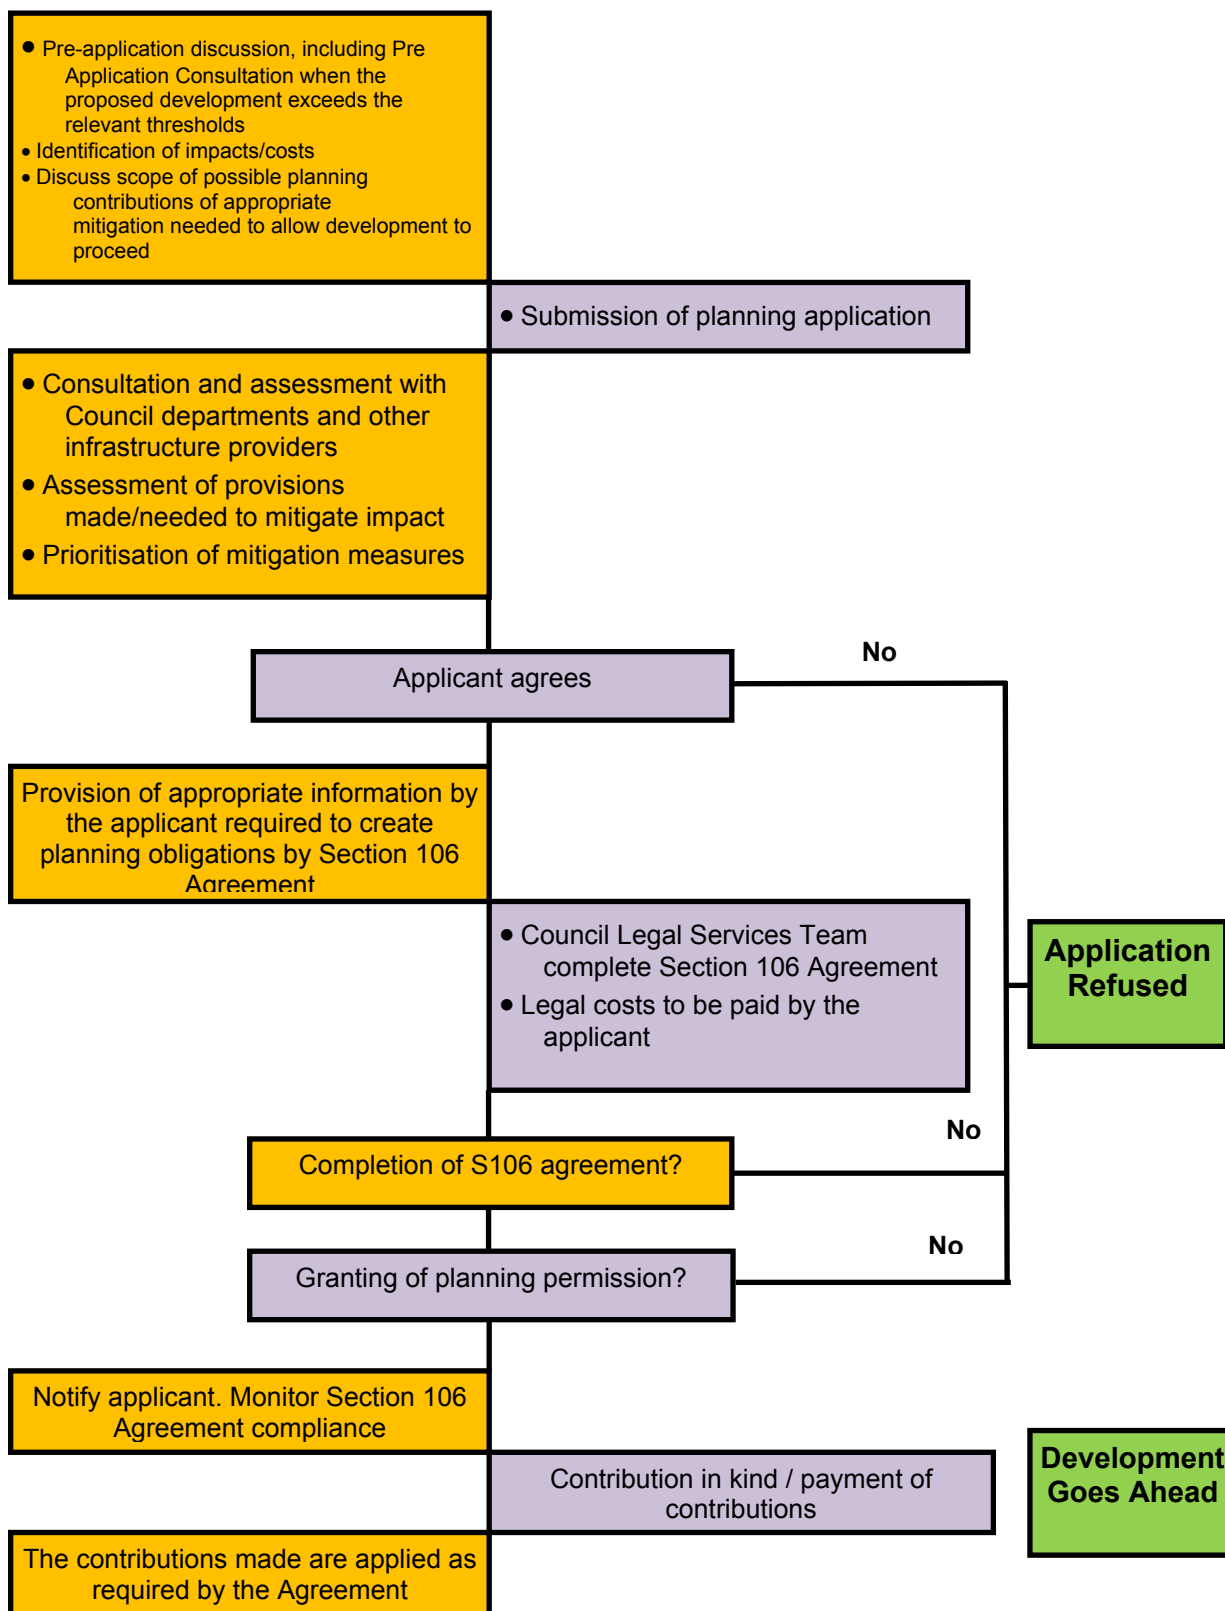 • Pre-application discussion, including Pre
Application Consultation when the
proposed development exceeds the
relevant thresholds
• Identification of impacts/costs
• Discuss scope of possible planning
contributions of appropriate
mitigation needed to allow development to
proceed
• Submission of planning application
• Consultation and assessment with
Council departments and other
infrastructure providers
• Assessment of provisions
made/needed to mitigate impact
• Prioritisation of mitigation measures
Applicant agrees
No
Provision of appropriate information by
the applicant required to create
planning obligations by Section 106
Agreement
• Council Legal Services Team
complete Section 106 Agreement
• Legal costs to be paid by the
applicant
Application
Refused
Completion of S106 agreement?
No
Granting of planning permission?
No
Notify applicant. Monitor Section 106
Agreement compliance
Contribution in kind / payment of
contributions
Development
Goes Ahead
The contributions made are applied as
required by the Agreement